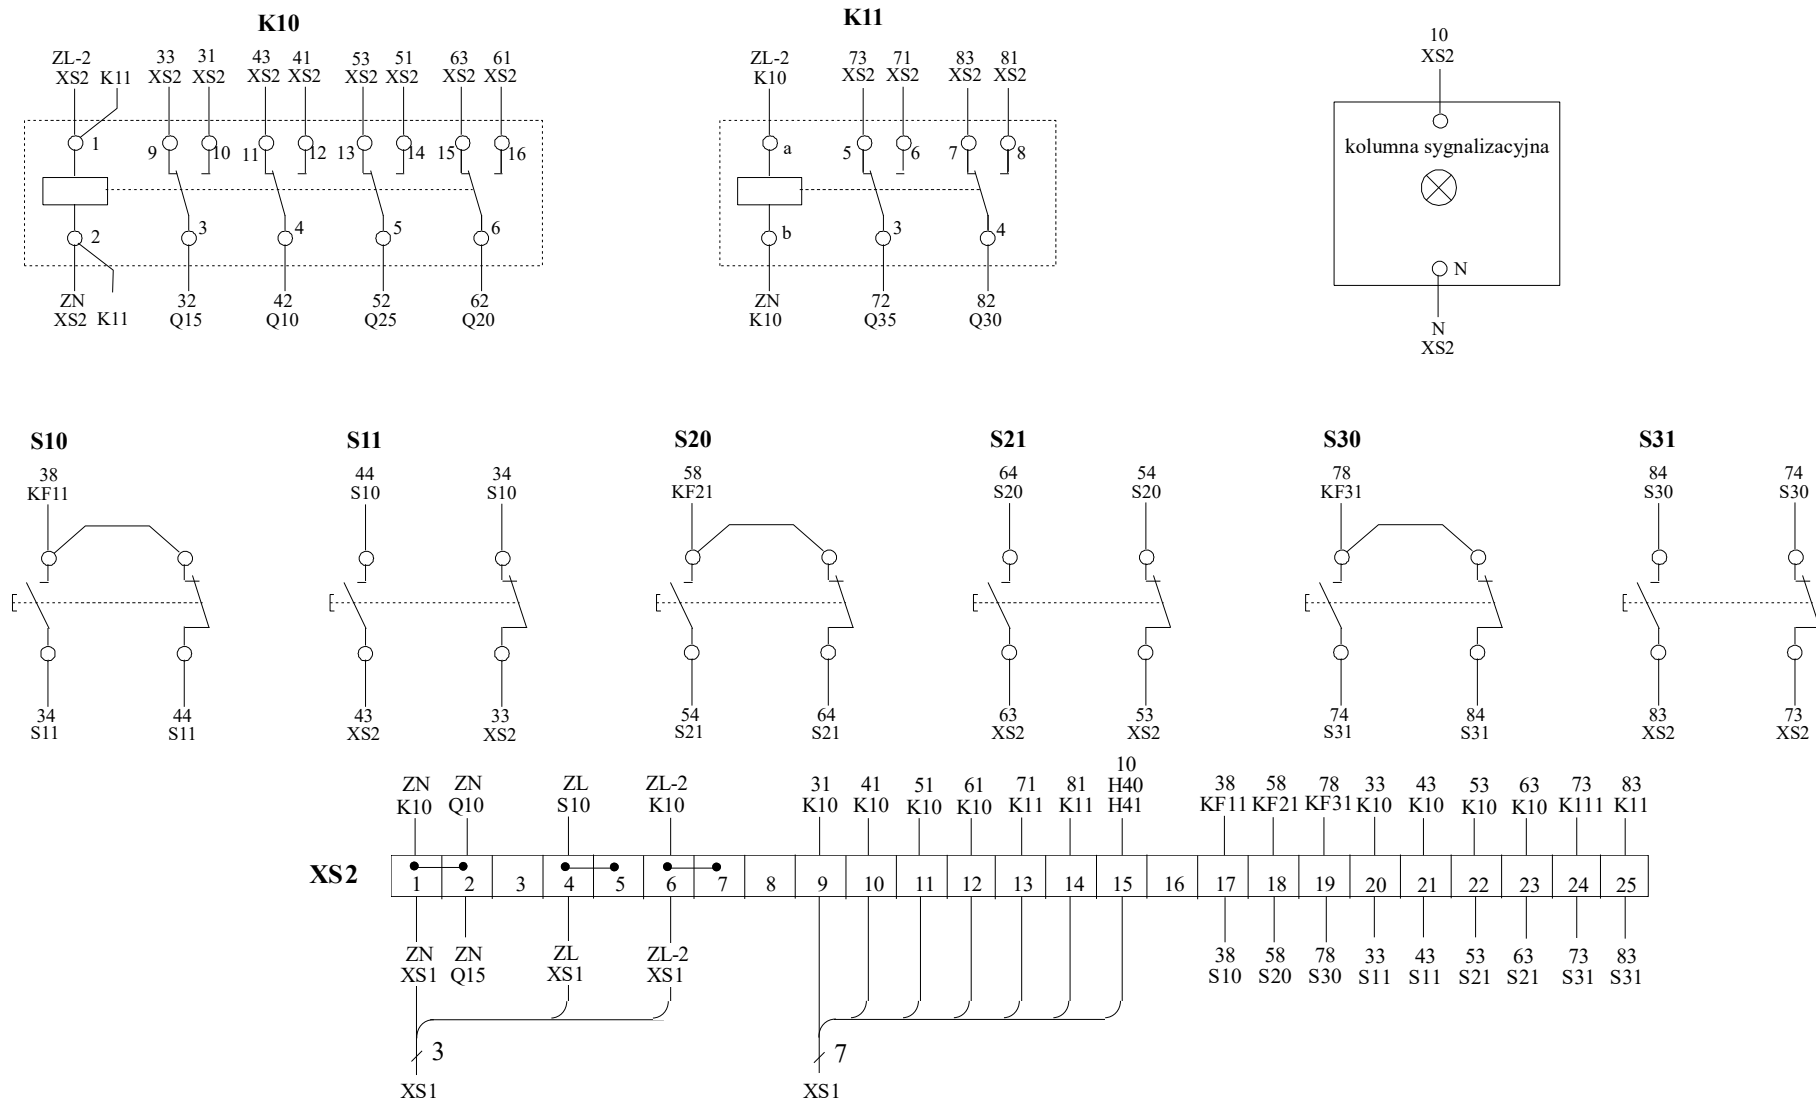 K10
K11
33 31 43 41 53 51 63 61
ZL-2
XS2 K11 XS2 XS2 XS2 XS2 XS2 XS2 XS2 XS2
1 9 10 11 12 13 14 15 16
2 3 4 5 6
ZN 32 42 52 62
XS2 K11 Q15 Q10 Q25 Q20
ZL-2 73 71 83 81
K10 XS2 XS2 XS2 XS2
a 5 6 7 8
b 3 4
ZN 72 82
K10 Q35 Q30
10
XS2
kolumna sygnalizacyjna
N
N
XS2
S10 S11 S20 S21 S30 S31
38 44 34 58 64 54 78 84 74
KF11 S10 S10 KF21 S20 S20 KF31 S30 S30
34 44 43 33 54 64 63 53 74 84 83 73
S11 S11 XS2 XS2 S21 S21 XS2 XS2 S31 S31 XS2 XS2
10
ZN ZN ZL ZL-2 31 41 51 61 71 81 H40 38 58 78 33 43 53 63 73 83
K10 Q10 S10 K10 K10 K10 K10 K10 K11 K11 H41 KF11 KF21 KF31 K10 K10 K10 K10 K111 K11
XS2
1 2 3 4 5 6 7 8 9 10 11 12 13 14 15 16 17 18 19 20 21 22 23 24 25
ZN ZN ZL ZL-2 38 58 78 33 43 53 63 73 83
XS1 Q15 XS1 XS1 S10 S20 S30 S11 S11 S21 S21 S31 S31
3 7
XS1 XS1